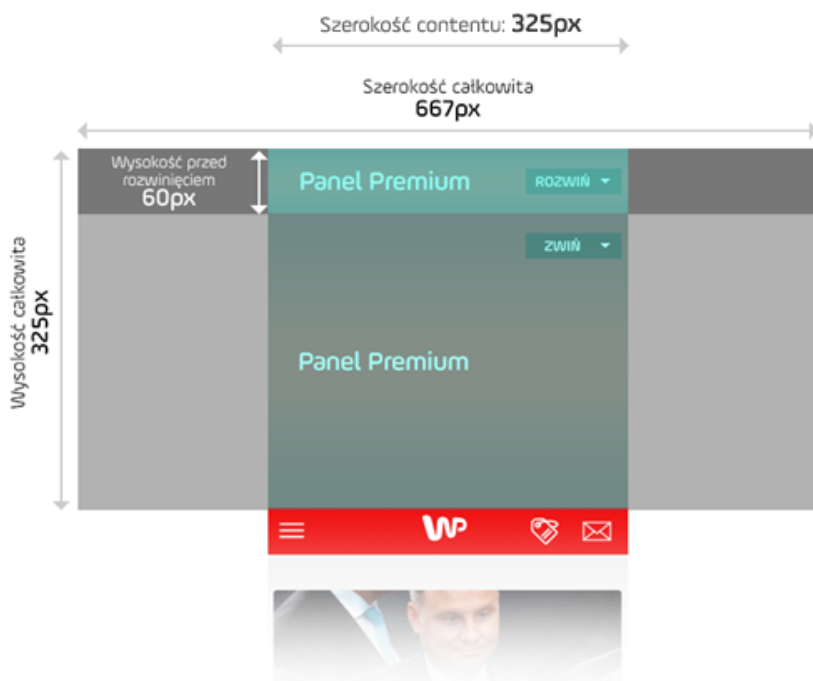 Szerokość contentu: 325px
Szerokość całkowita
667px
Wysokość przed
rozwinięciem
60px
Panel Premium
ROZWIŃ
ZWIŃ
Wysokość całkowita
325px
Panel Premium
WP